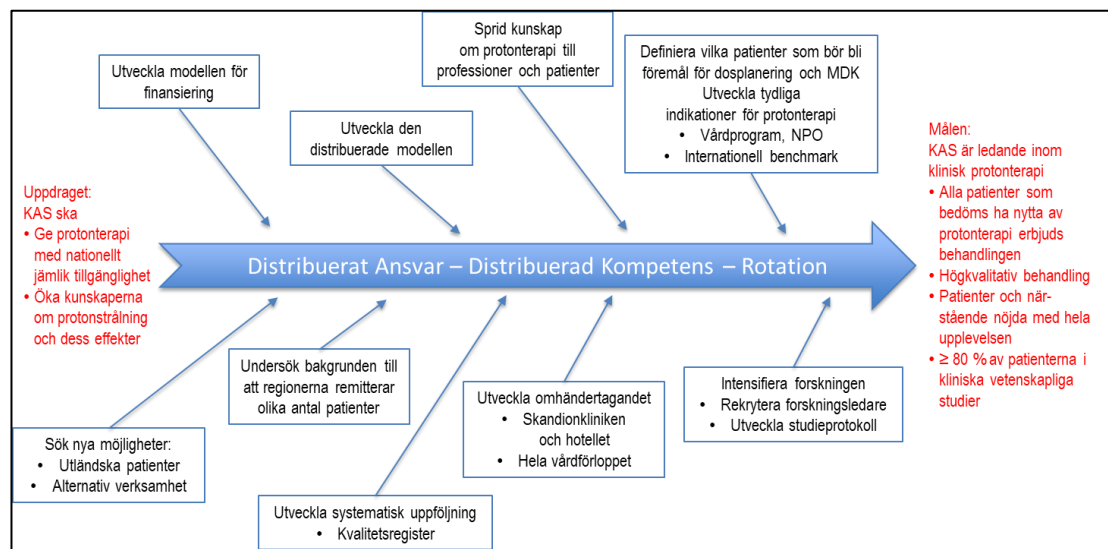 Utveckla modellen för
finansiering
Utveckla den
distribuerade modellen
Sprid kunskap
om protonterapi till
professioner och patienter
Definiera vilka patienter som bör bli
föremål för dosplanering och MDK
Utveckla tydliga
indikationer för protonterapi
• Vårdprogram, NPO
• Internationell benchmark
Uppdraget:
KAS ska
• Ge protonterapi
med nationellt
jämlik tillgänglighet
• Öka kunskaperna
om protonstrålning
och dess effekter
Distribuerat Ansvar – Distribuerad Kompetens – Rotation
Målen:
KAS är ledande inom
klinisk protonterapi
• Alla patienter som
bedöms ha nytta av
protonterapi erbjuds
behandlingen
• Högkvalitativ behandling
• Patienter och när-
stående nöjda med hela
upplevelsen
• ≥ 80 % av patienterna i
kliniska vetenskapliga
studier
Sök nya möjligheter:
• Utländska patienter
• Alternativ verksamhet
Undersök bakgrunden till
att regionerna remitterar
olika antal patienter
Utveckla systematisk uppföljning
• Kvalitetsregister
Utveckla omhändertagandet
• Skandionkliniken
och hotellet
• Hela vårdförloppet
Intensifiera forskningen
• Rekrytera forskningsledare
• Utveckla studieprotokoll